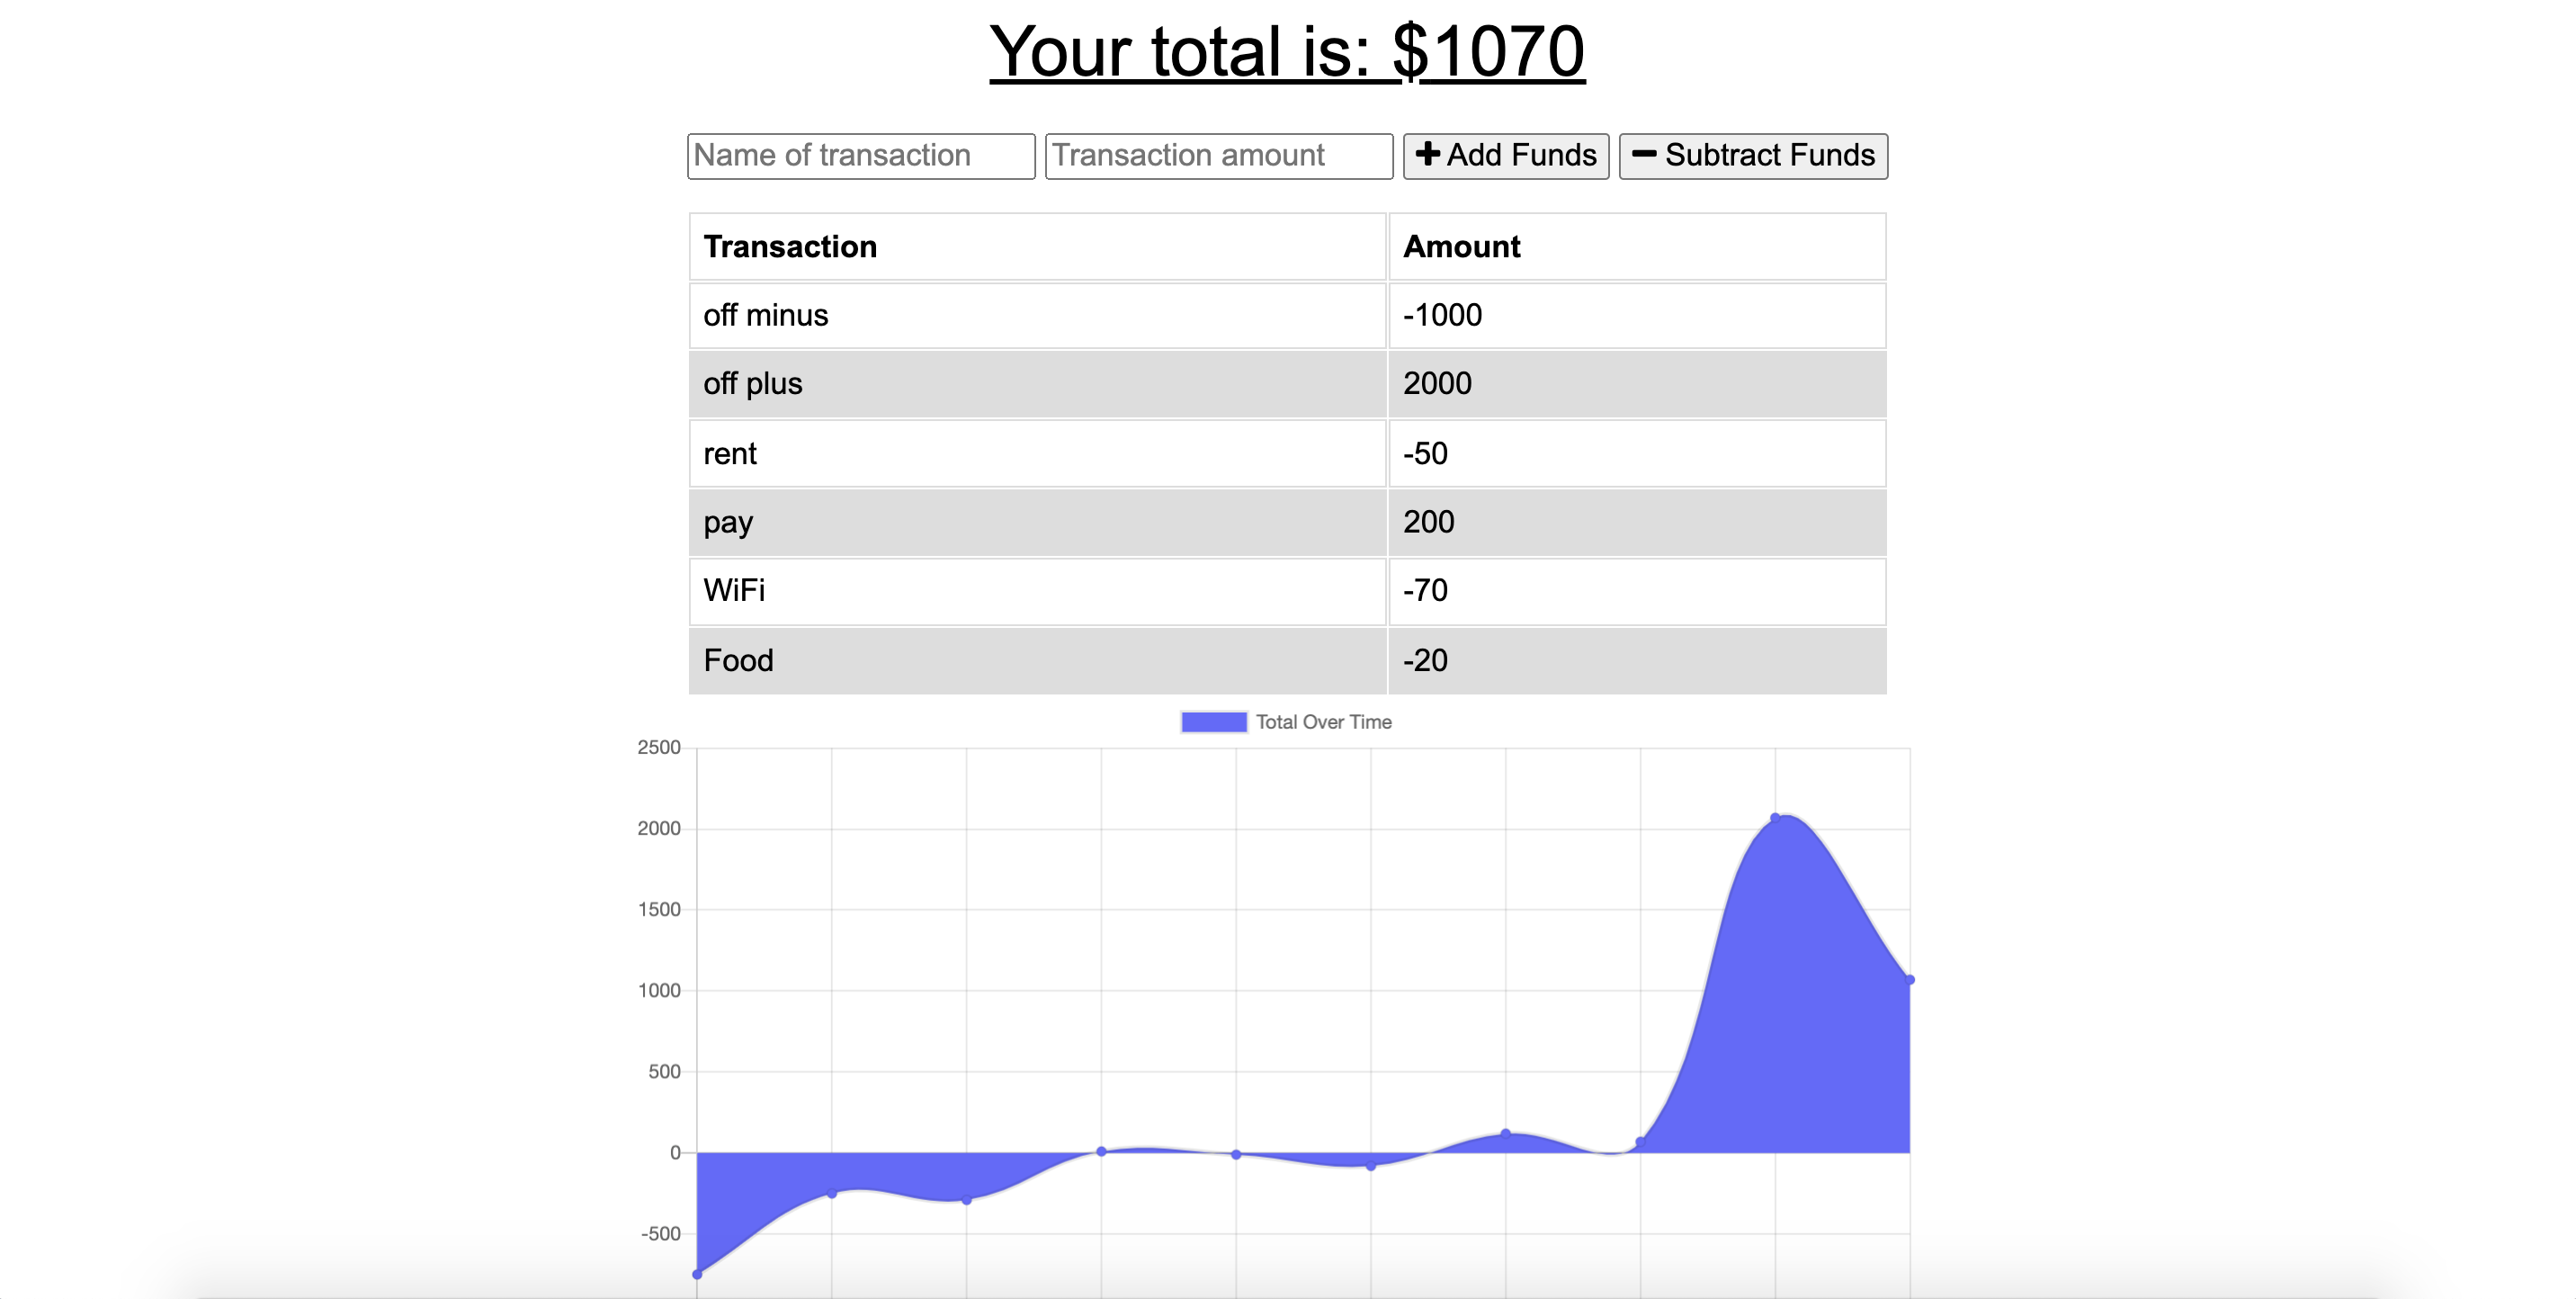 Your total is: $1070
Name of transaction Transaction amount Add Funds Subtract Funds
Transaction Amount
off minus -1000
off plus 2000
rent -50
pay 200
WiFi -70
Food -20
Total Over Time
2500
2000
1500
1000
500
0
-500